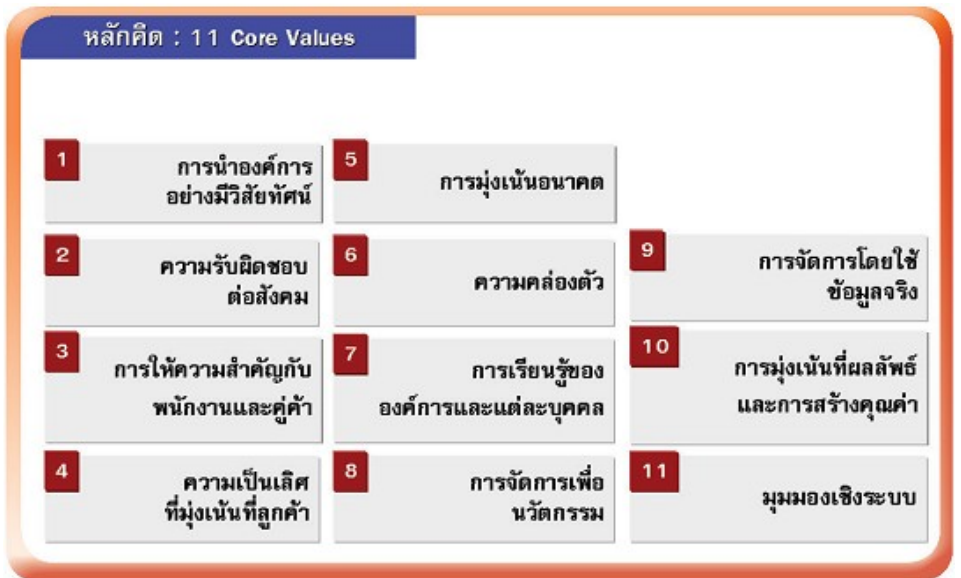 หลักคิด : 11 Core Values
1
การนำองค์การ
อย่างมีวิสัยทัศน์
2
ความรับผิดชอบ
ต่อสังคม
3
การให้ความสำคัญกับ
พนักงานและคู่ค้า
4
ความเป็นเลิศ
ที่มุ่งเน้นที่ลูกค้า
5
การมุ่งเน้นอนาคต
6
ความคล่องตัว
7
การเรียนรู้ของ
องค์การและแต่ละบุคคล
8
การจัดการเพื่อ
นวัตกรรม
9
การจัดการโดยใช้
ข้อมูลจริง
10
การมุ่งเน้นที่ผลลัพธ์
และการสร้างคุณค่า
11
มุมมองเชิงระบบ